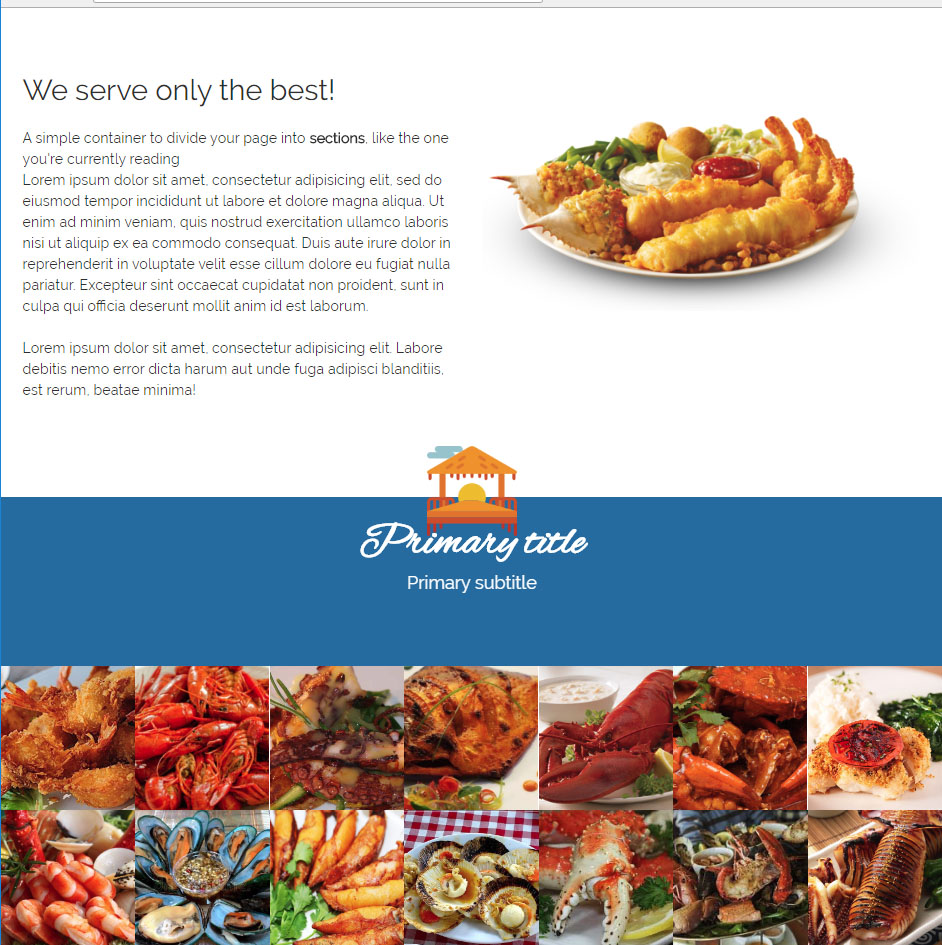 We serve only the best!
A simple container to divide your page into sections, like the one
you're currently reading
Lorem ipsum dolor sit amet, consectetur adipisicing elit, sed do
eiusmod tempor incididunt ut labore et dolore magna aliqua. Ut
enim ad minim veniam, quis nostrud exercitation ullamco laboris
nisi ut aliquip ex ea commodo consequat. Duis aute irure dolor in
reprehenderit in voluptate velit esse cillum dolore eu fugiat nulla
pariatur. Excepteur sint occaecat cupidatat non proident, sunt in
culpa qui officia deserunt mollit anim id est laborum.
Lorem ipsum dolor sit amet, consectetur adipisicing elit. Labore
debitis nemo error dicta harum aut unde fuga adipisci blanditiis,
est rerum, beatae minima!
Primary title
Primary subtitle